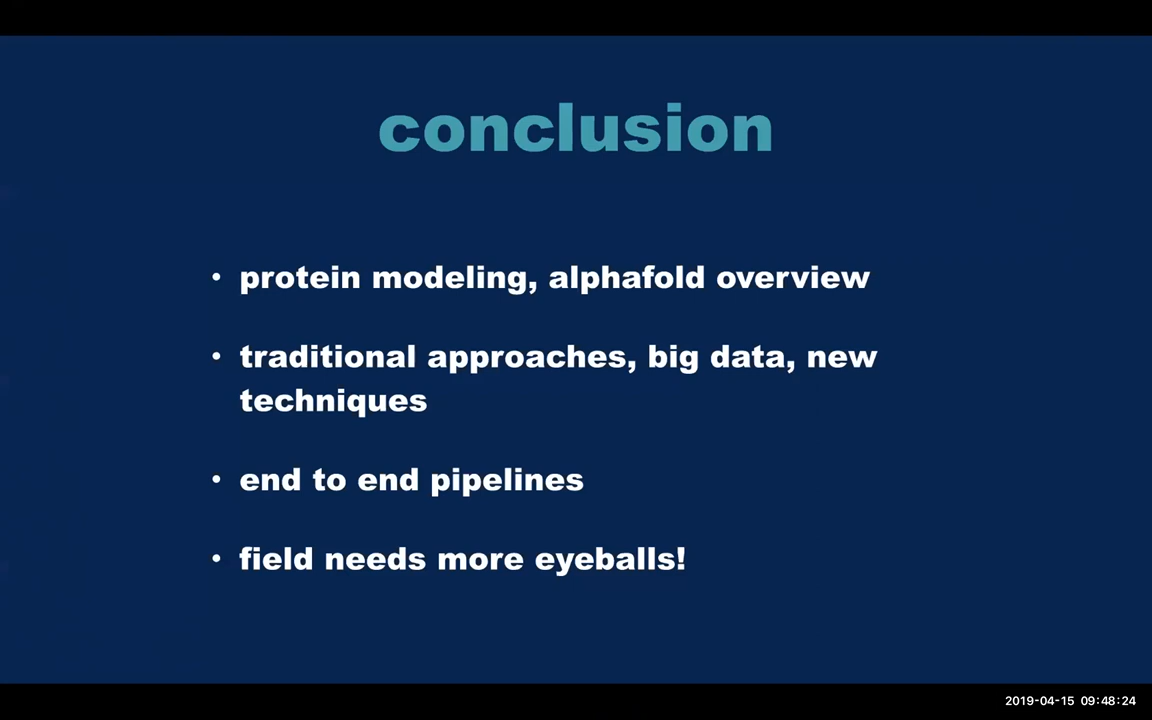 conclusion
• protein modeling, alphafold overview
• traditional approaches, big data, new
techniques
• end to end pipelines
• field needs more eyeballs!
2019-04-15 09:48:24